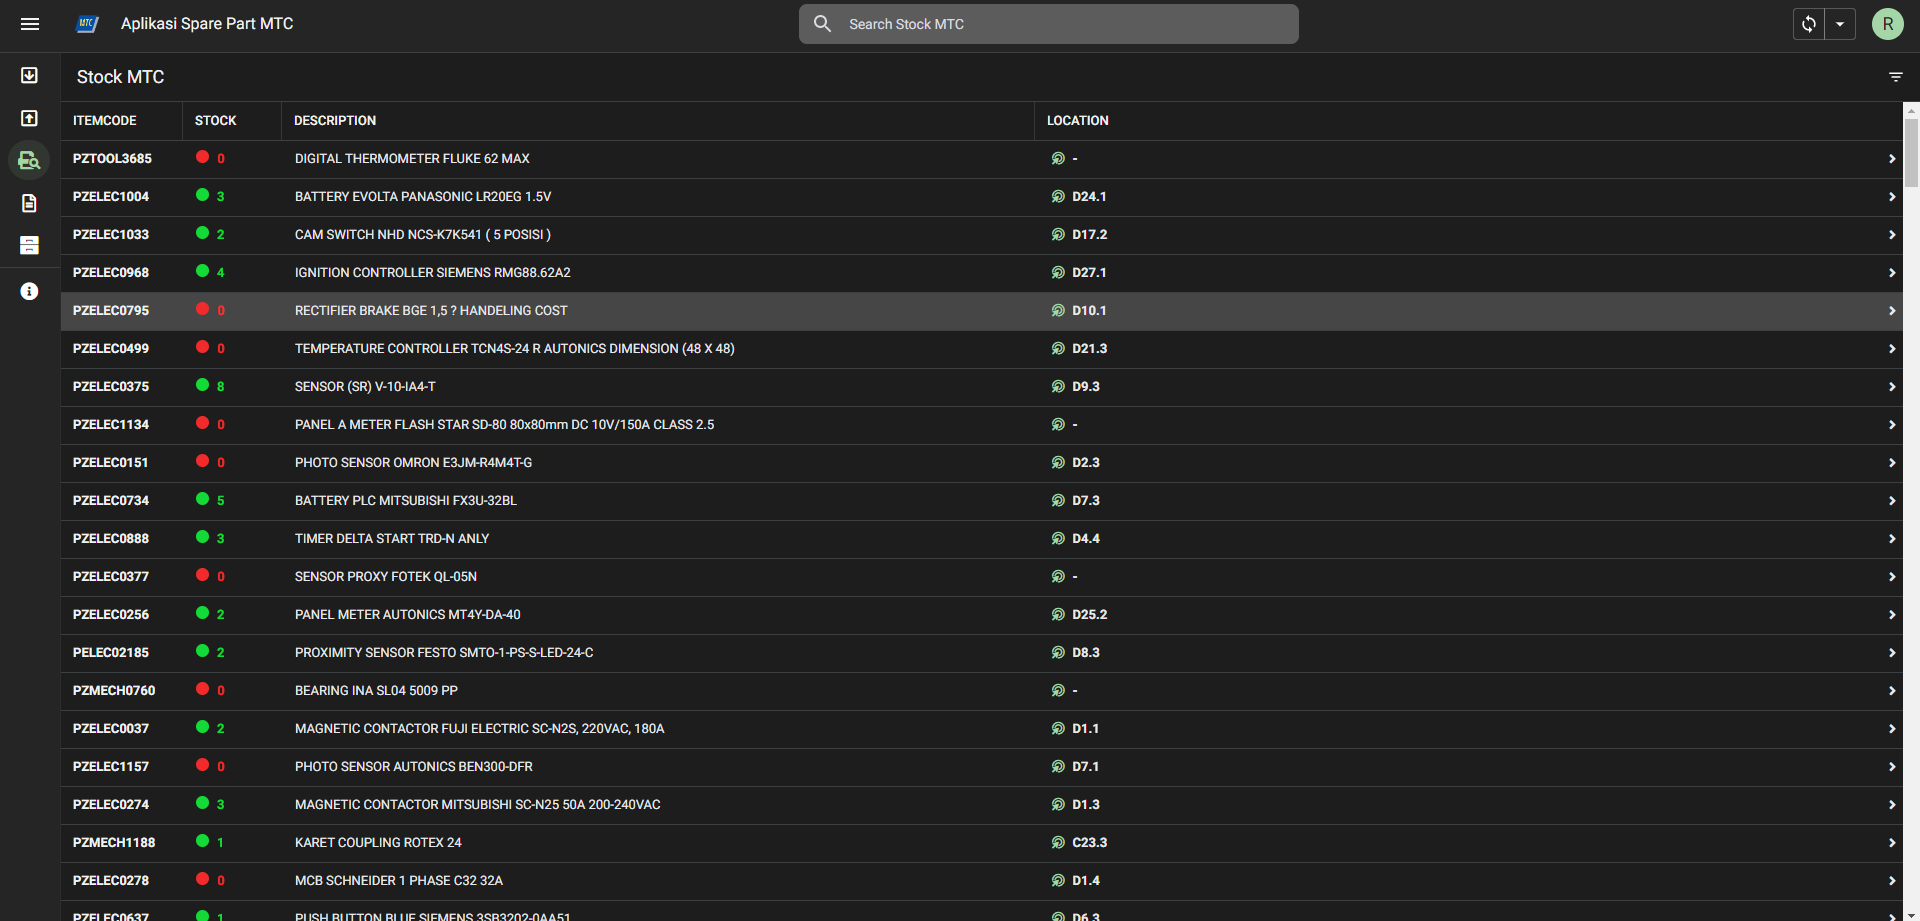 MTC Aplikasi Spare Part MTC Search Stock MTC R
Stock MTC
ITEMCODE STOCK DESCRIPTION LOCATION
PZTOOL3685 0 DIGITAL THERMOMETER FLUKE 62 MAX -
PZELEC1004 3 BATTERY EVOLTA PANASONIC LR20EG 1.5V D24.1
PZELEC1033 2 CAM SWITCH NHD NCS-K7K541 ( 5 POSISI ) D17.2
PZELEC0968 4 IGNITION CONTROLLER SIEMENS RMG88.62A2 D27.1
PZELEC0795 0 RECTIFIER BRAKE BGE 1,5 ? HANDELING COST D10.1
PZELEC0499 0 TEMPERATURE CONTROLLER TCN4S-24 R AUTONICS DIMENSION (48 X 48) D21.3
PZELEC0375 8 SENSOR (SR) V-10-IA4-T D9.3
PZELEC1134 0 PANEL A METER FLASH STAR SD-80 80x80mm DC 10V/150A CLASS 2.5 -
PZELEC0151 0 PHOTO SENSOR OMRON E3JM-R4M4T-G D2.3
PZELEC0734 5 BATTERY PLC MITSUBISHI FX3U-32BL D7.3
PZELEC0888 3 TIMER DELTA START TRD-N ANLY D4.4
PZELEC0377 0 SENSOR PROXY FOTEK QL-05N -
PZELEC0256 2 PANEL METER AUTONICS MT4Y-DA-40 D25.2
PELEC02185 2 PROXIMITY SENSOR FESTO SMTO-1-PS-S-LED-24-C D8.3
PZMECH0760 0 BEARING INA SL04 5009 PP -
PZELEC0037 2 MAGNETIC CONTACTOR FUJI ELECTRIC SC-N2S, 220VAC, 180A D1.1
PZELEC1157 0 PHOTO SENSOR AUTONICS BEN300-DFR D7.1
PZELEC0274 3 MAGNETIC CONTACTOR MITSUBISHI SC-N25 50A 200-240VAC D1.3
PZMECH1188 1 KARET COUPLING ROTEX 24 C23.3
PZELEC0278 0 MCB SCHNEIDER 1 PHASE C32 32A D1.4
PZELEC0637 1 PUSH BUTTON BLUE SIEMENS 3SB3202-0AA51 D6.3